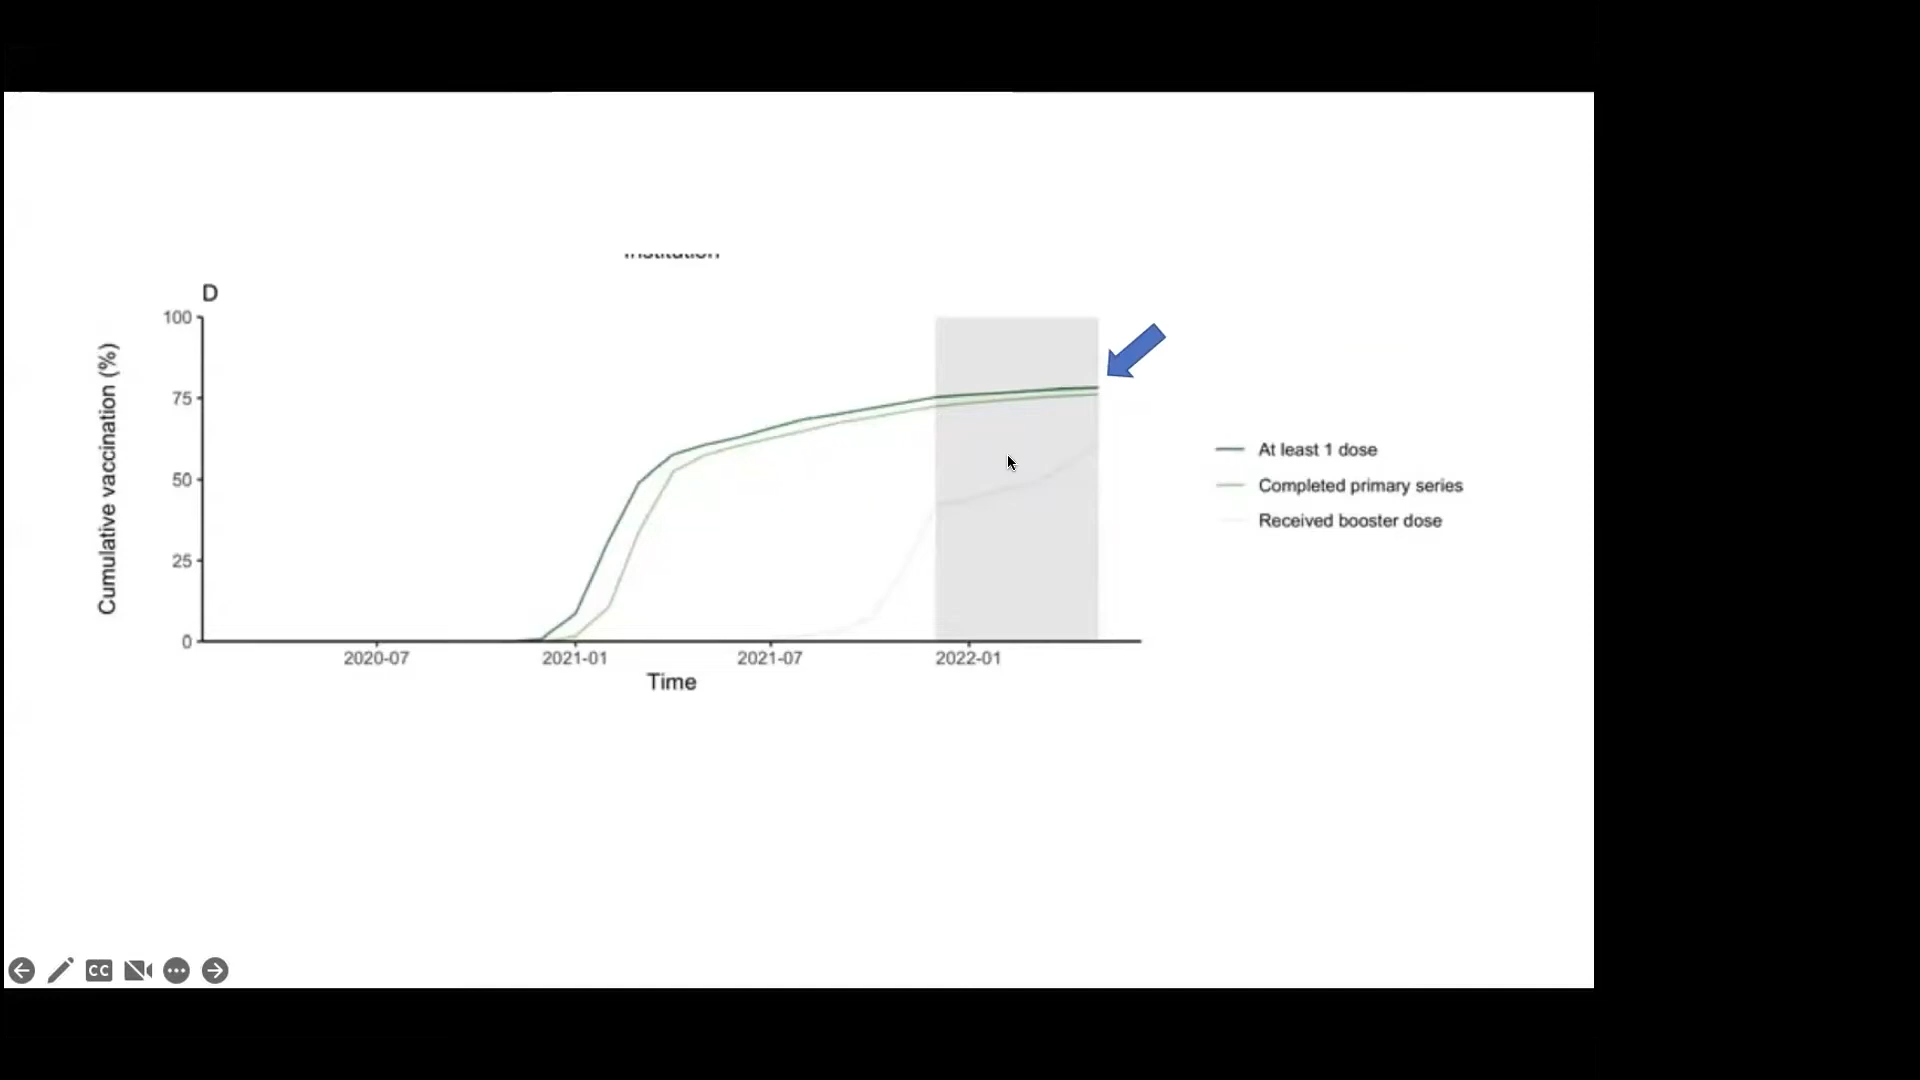 D
100
75
50
25
0
Cumulative vaccination (%)
2020-07 2021-01 2021-07 2022-01
Time
At least 1 dose
Completed primary series
Received booster dose
CC